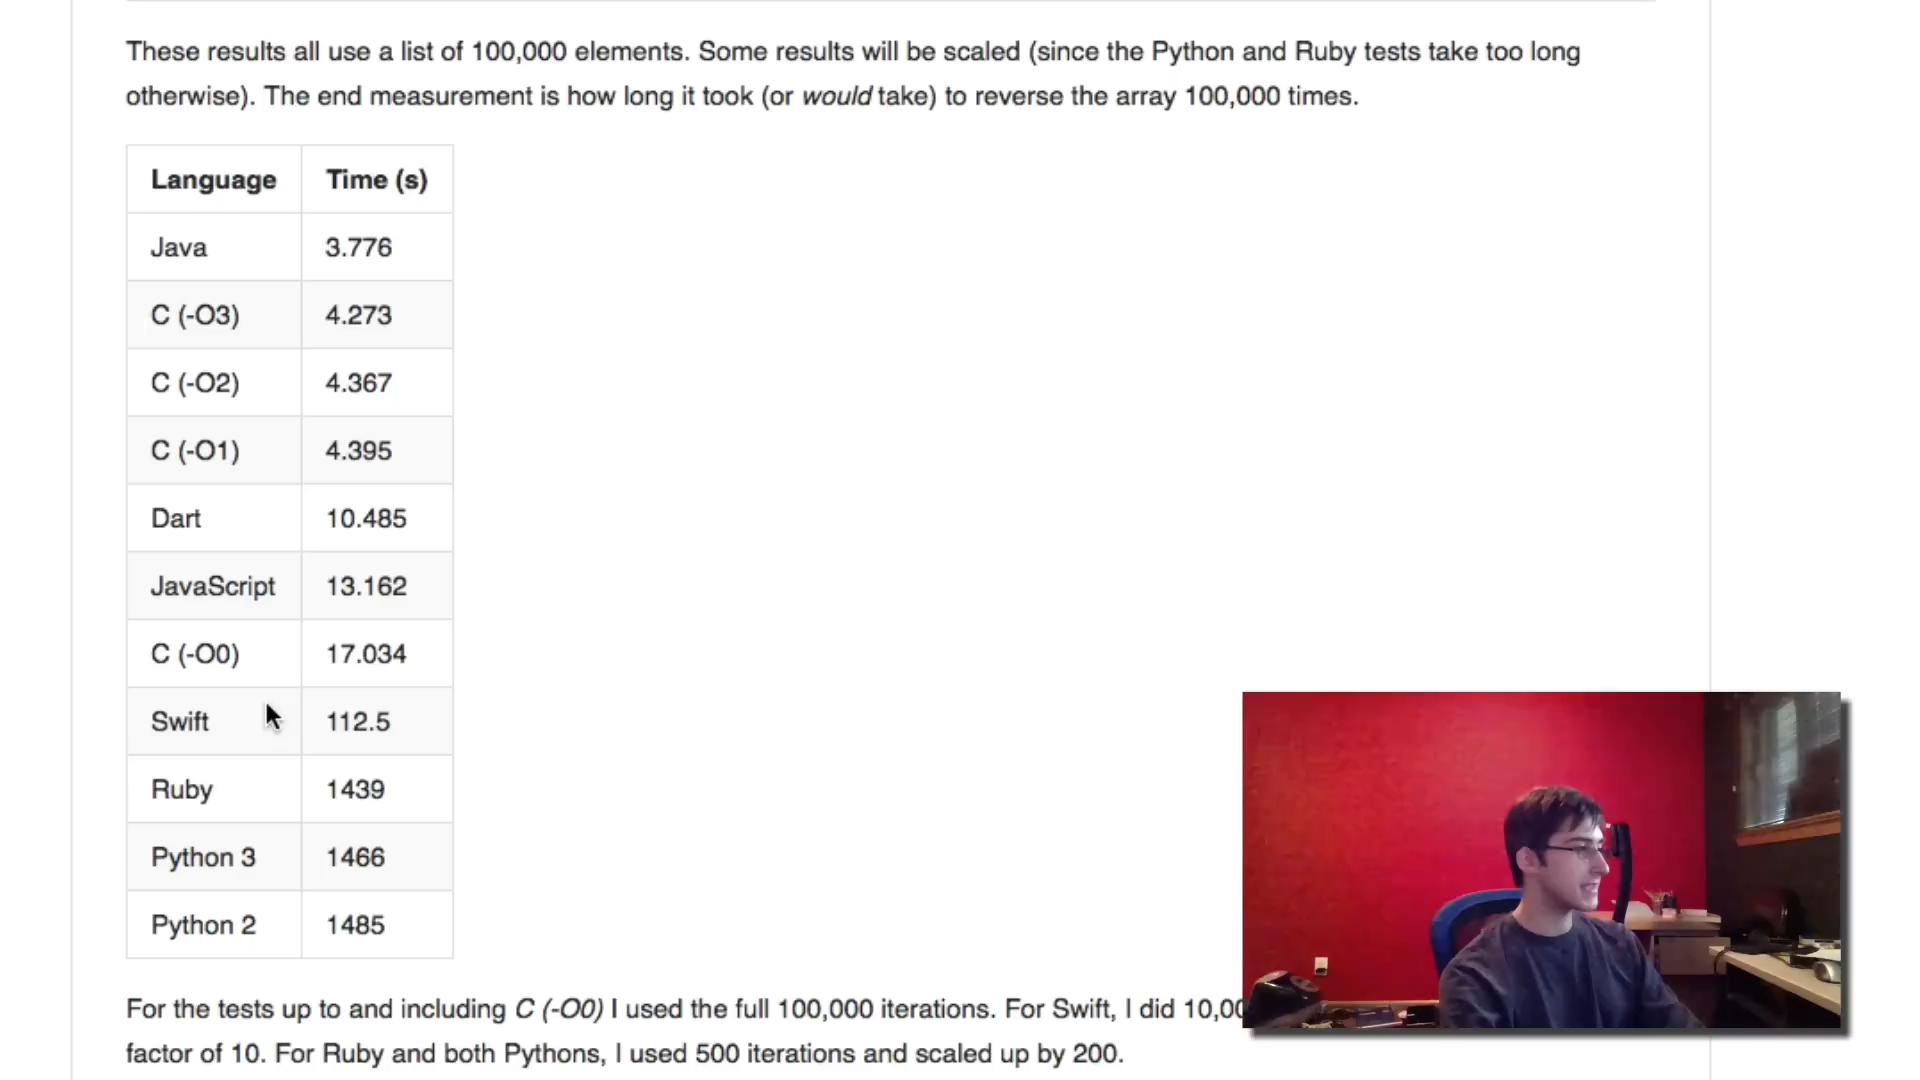 These results all use a list of 100,000 elements. Some results will be scaled (since the Python and Ruby tests take too long
otherwise). The end measurement is how long it took (or would take) to reverse the array 100,000 times.
Language Time (s)
Java 3.776
C (-O3) 4.273
C (-O2) 4.367
C (-O1) 4.395
Dart 10.485
JavaScript 13.162
C (-O0) 17.034
Swift 112.5
Ruby 1439
Python 3 1466
Python 2 1485
For the tests up to and including C (-O0) I used the full 100,000 iterations. For Swift, I did
factor of 10. For Ruby and both Pythons, I used 500 iterations and scaled up by 200.